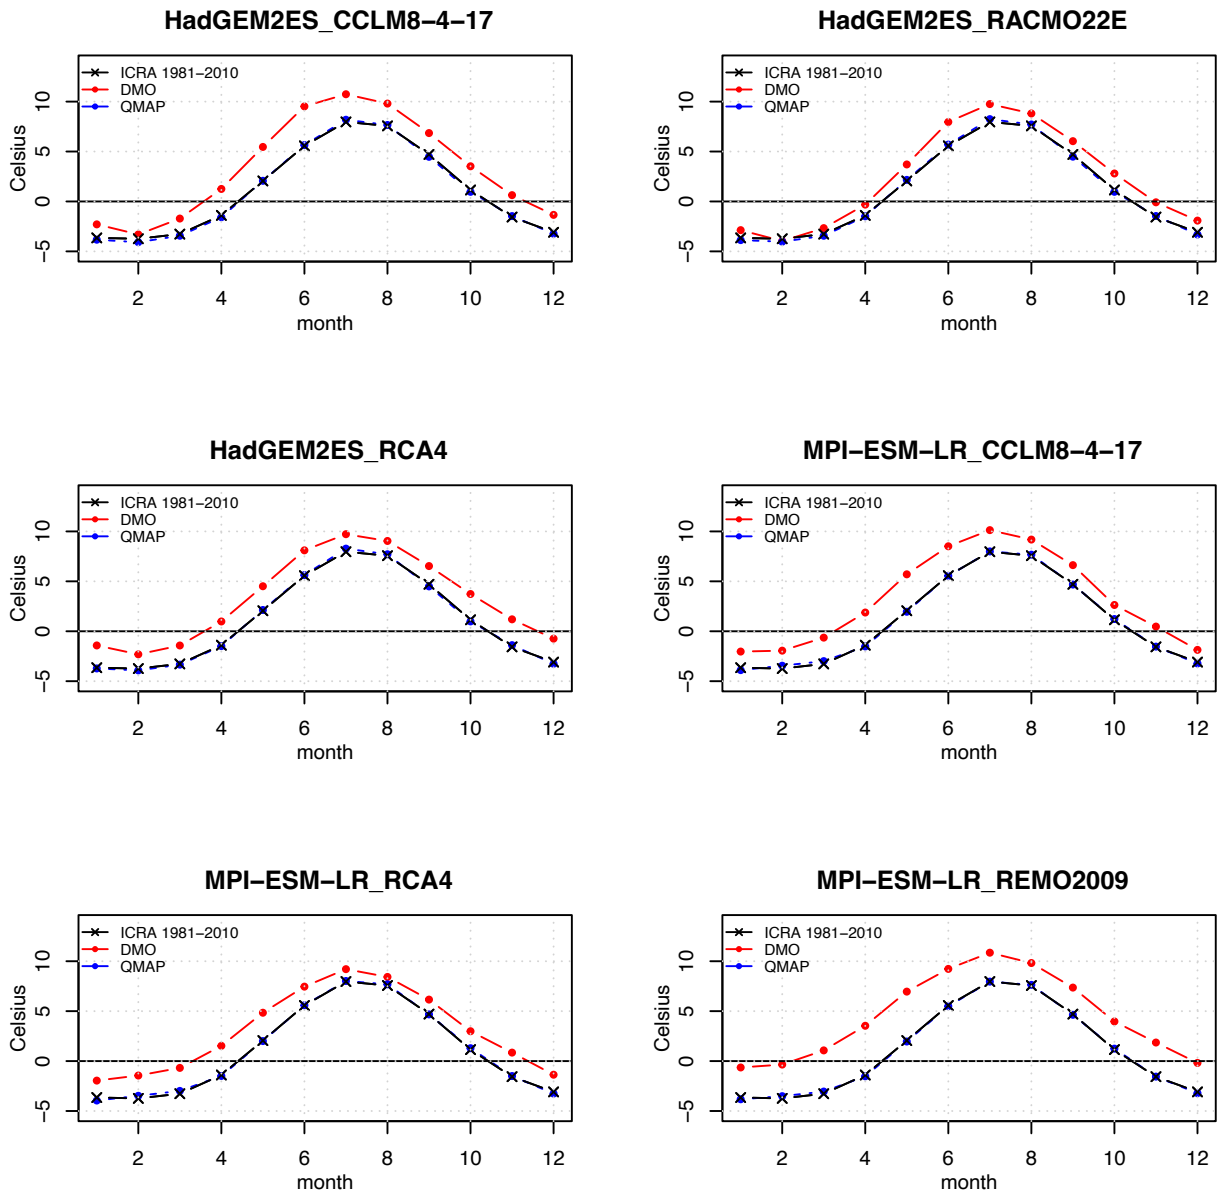 HadGEM2ES_CCLM8−4−17
ICRA 1981−2010
DMO
QMAP
Celsius
10
5
0
−5
2
4
6
8
10
12
month
HadGEM2ES_RACMO22E
ICRA 1981−2010
DMO
QMAP
Celsius
10
5
0
−5
2
4
6
8
10
12
month
HadGEM2ES_RCA4
ICRA 1981−2010
DMO
QMAP
Celsius
10
5
0
−5
2
4
6
8
10
12
month
MPI−ESM−LR_CCLM8−4−17
ICRA 1981−2010
DMO
QMAP
Celsius
10
5
0
−5
2
4
6
8
10
12
month
MPI−ESM−LR_RCA4
ICRA 1981−2010
DMO
QMAP
Celsius
10
5
0
−5
2
4
6
8
10
12
month
MPI−ESM−LR_REMO2009
ICRA 1981−2010
DMO
QMAP
Celsius
10
5
0
−5
2
4
6
8
10
12
month